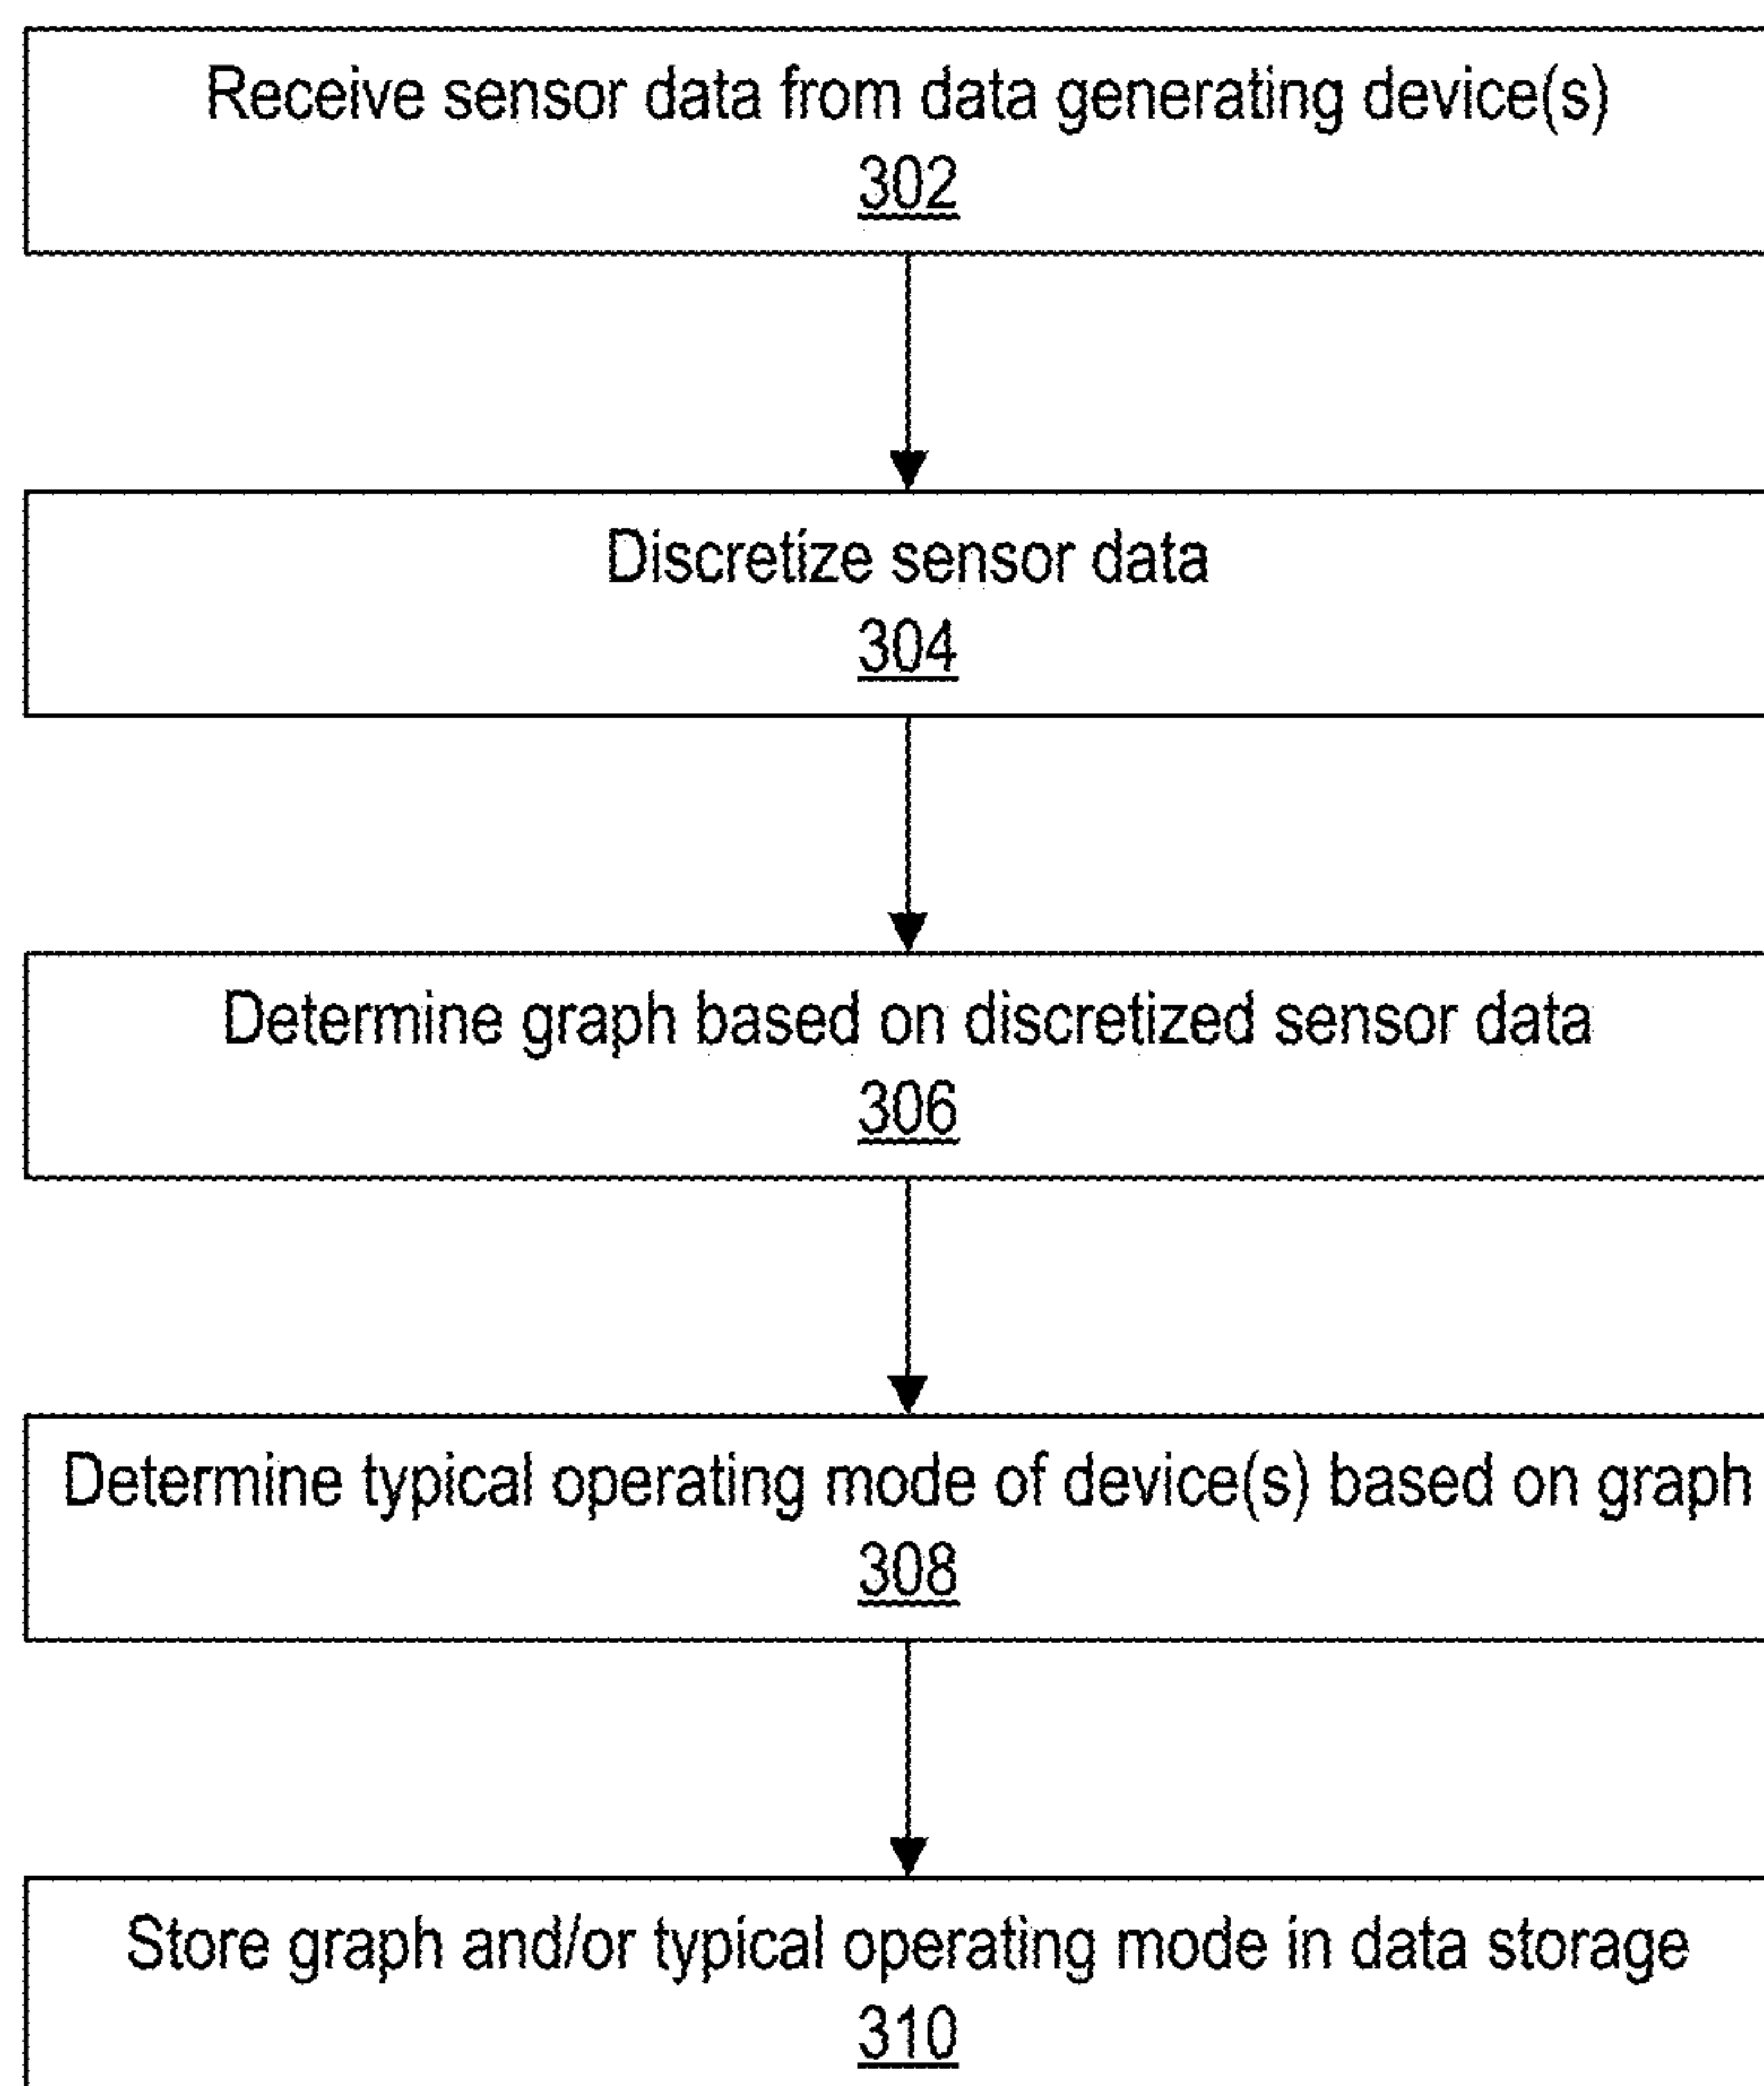 Receive sensor data from data generating device(s)
302
Discretize sensor data
304
Determine graph based on discretized sensor data
306
Determine typical operating mode of device(s) based on graph
308
Store graph and/or typical operating mode in data storage
310